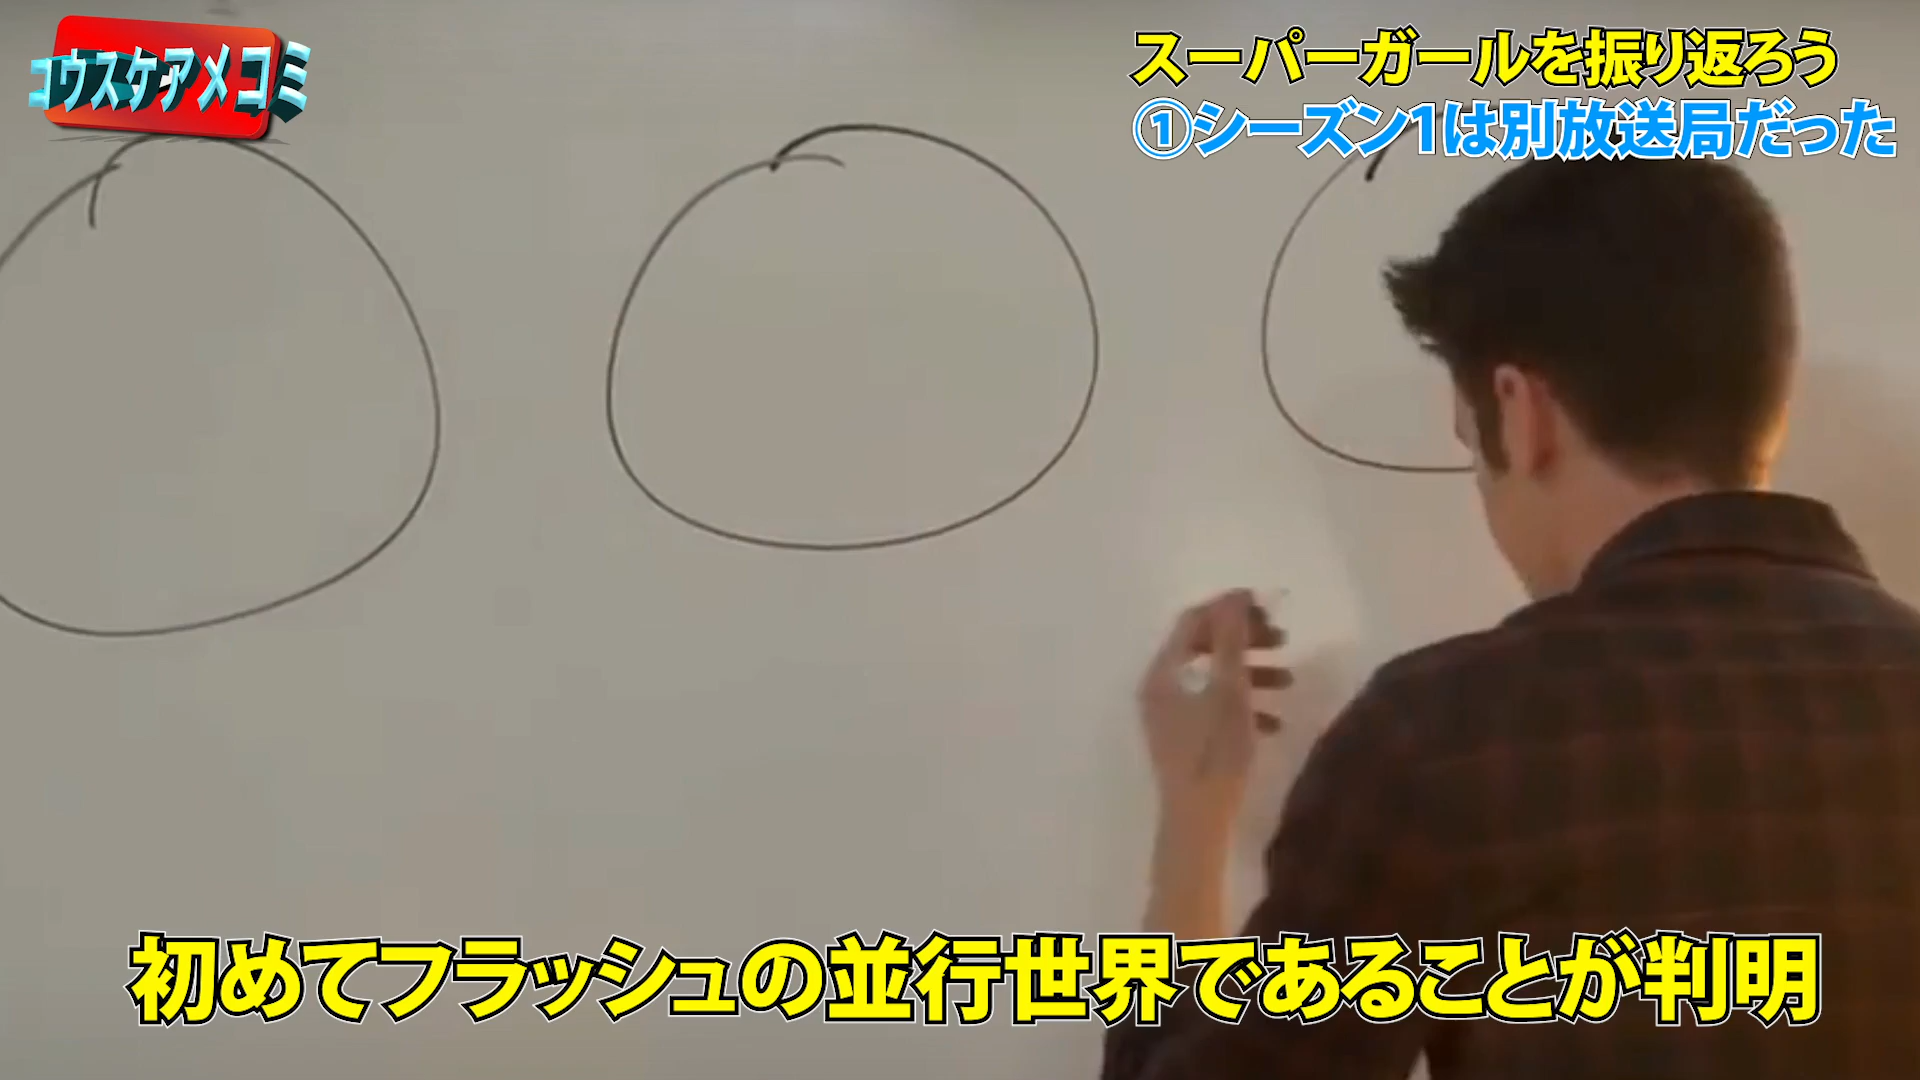 コウスケアメコミ
スーパーガールを振り返ろう
①シーズン1は別放送局だった
初めてフラッシュの並行世界であることが判明